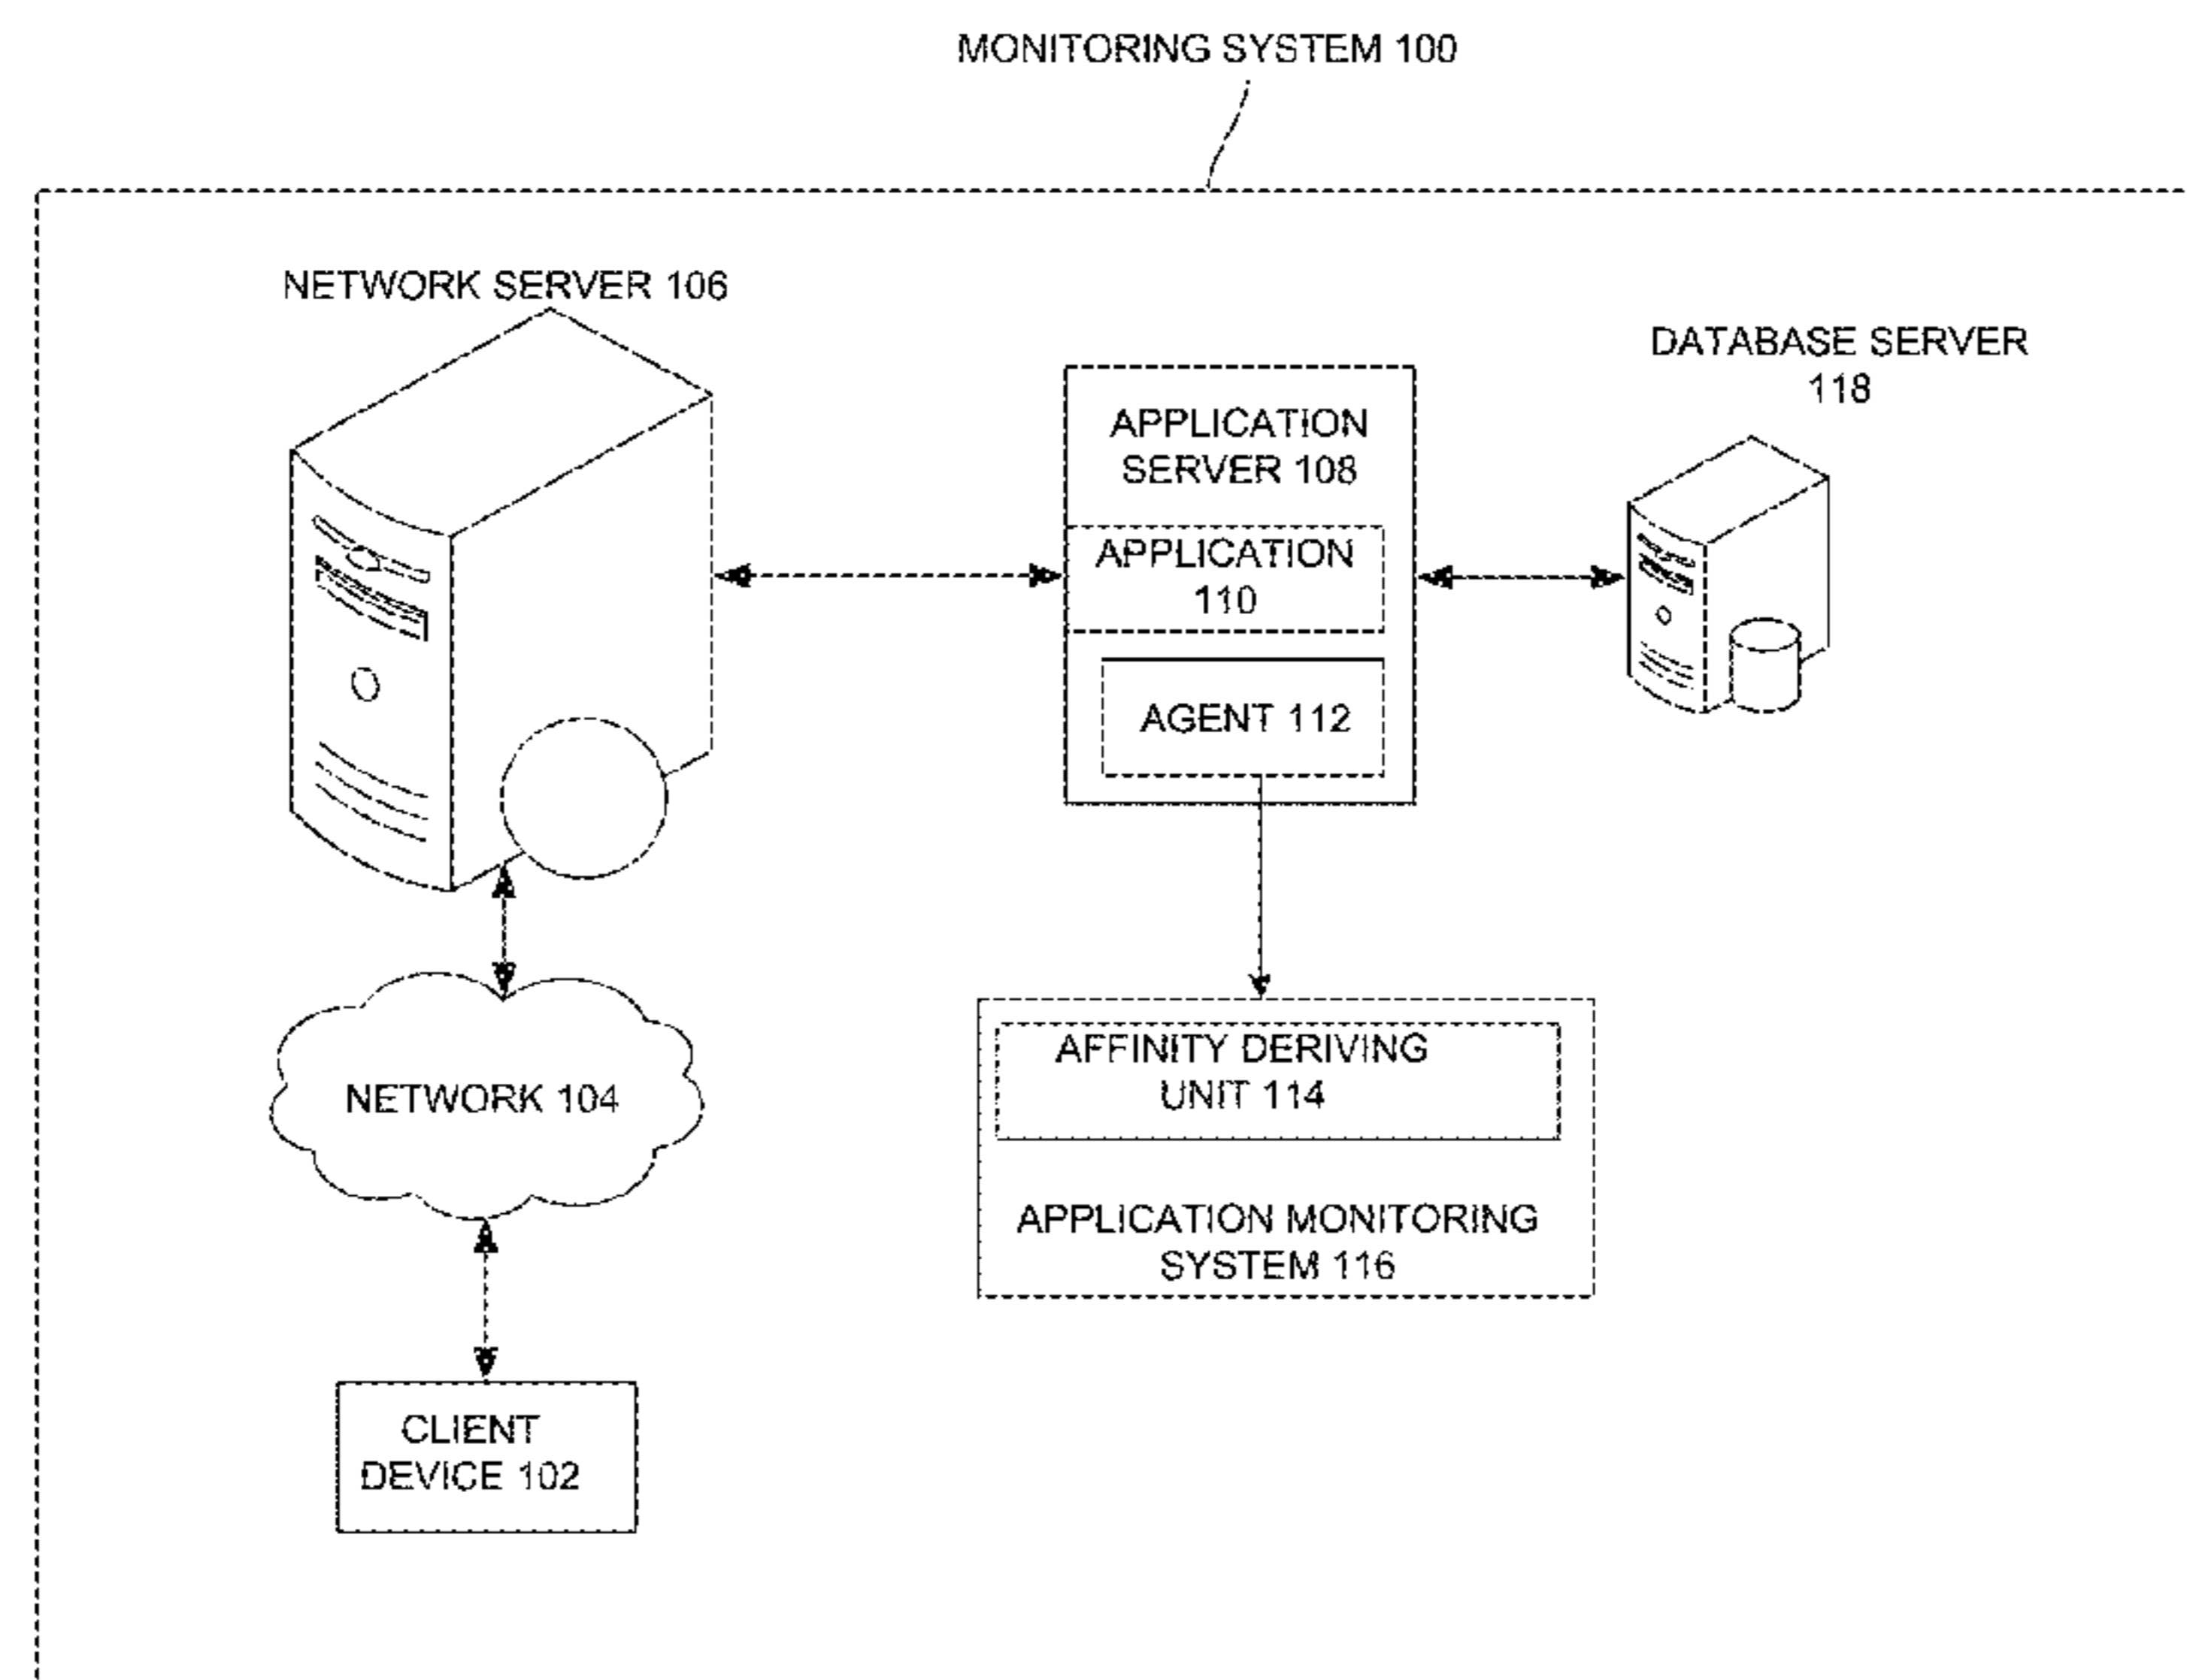 MONITORING SYSTEM 100
NETWORK SERVER 106
DATABASE SERVER
118
APPLICATION
SERVER 108
APPLICATION
110
AGENT 112
AFFINITY DERIVING
UNIT 114
NETWORK 104
APPLICATION MONITORING
SYSTEM 116
CLIENT
DEVICE 102